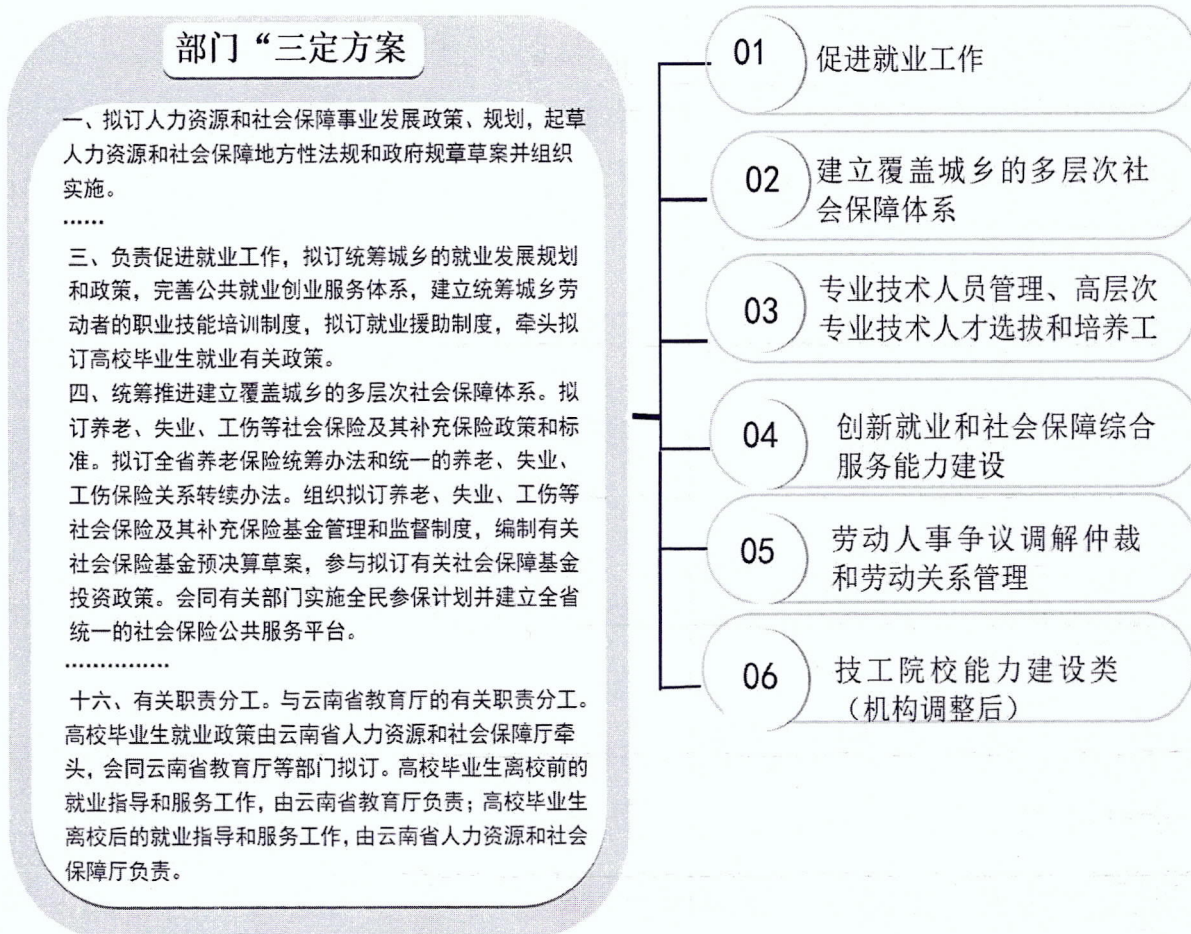 部门“三定方案
一、拟订人力资源和社会保障事业发展政策、规划，起草
人力资源和社会保障地方性法规和政府规章草案并组织
实施。
……
三、负责促进就业工作，拟订统筹城乡的就业发展规划
和政策，完善公共就业创业服务体系，建立统筹城乡劳
动者的职业技能培训制度，拟订就业援助制度，牵头拟
订高校毕业生就业有关政策。
四、统筹推进建立覆盖城乡的多层次社会保障体系。拟
订养老、失业、工伤等社会保险及其补充保险政策和标
准。拟订全省养老保险统筹办法和统一的养老、失业、
工伤保险关系转续办法。组织拟订养老、失业、工伤等
社会保险及其补充保险基金管理和监督制度，编制有关
社会保险基金预决算草案，参与拟订有关社会保障基金
投资政策。会同有关部门实施全民参保计划并建立全省
统一的社会保险公共服务平台。
……………
十六、有关职责分工。与云南省教育厅的有关职责分工。
高校毕业生就业政策由云南省人力资源和社会保障厅牵
头，会同云南省教育厅等部门拟订。高校毕业生离校前的
就业指导和服务工作，由云南省教育厅负责；高校毕业生
离校后的就业指导和服务工作，由云南省人力资源和社会
保障厅负责。
01
促进就业工作
02
建立覆盖城乡的多层次社
会保障体系
03
专业技术人员管理、高层次
专业技术人才选拔和培养工
04
创新就业和社会保障综合
服务能力建设
05
劳动人事争议调解仲裁
和劳动关系管理
06
技工院校能力建设类
（机构调整后）